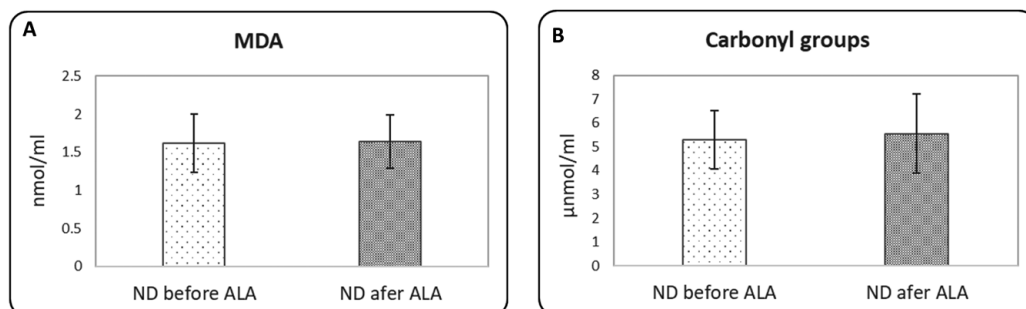 A
MDA
2.5
2
1.5
1
0.5
0
nmol/ml
ND before ALA
ND afer ALA
B
Carbonyl groups
8
7
6
5
4
3
2
1
0
µnmol/ml
ND before ALA
ND afer ALA